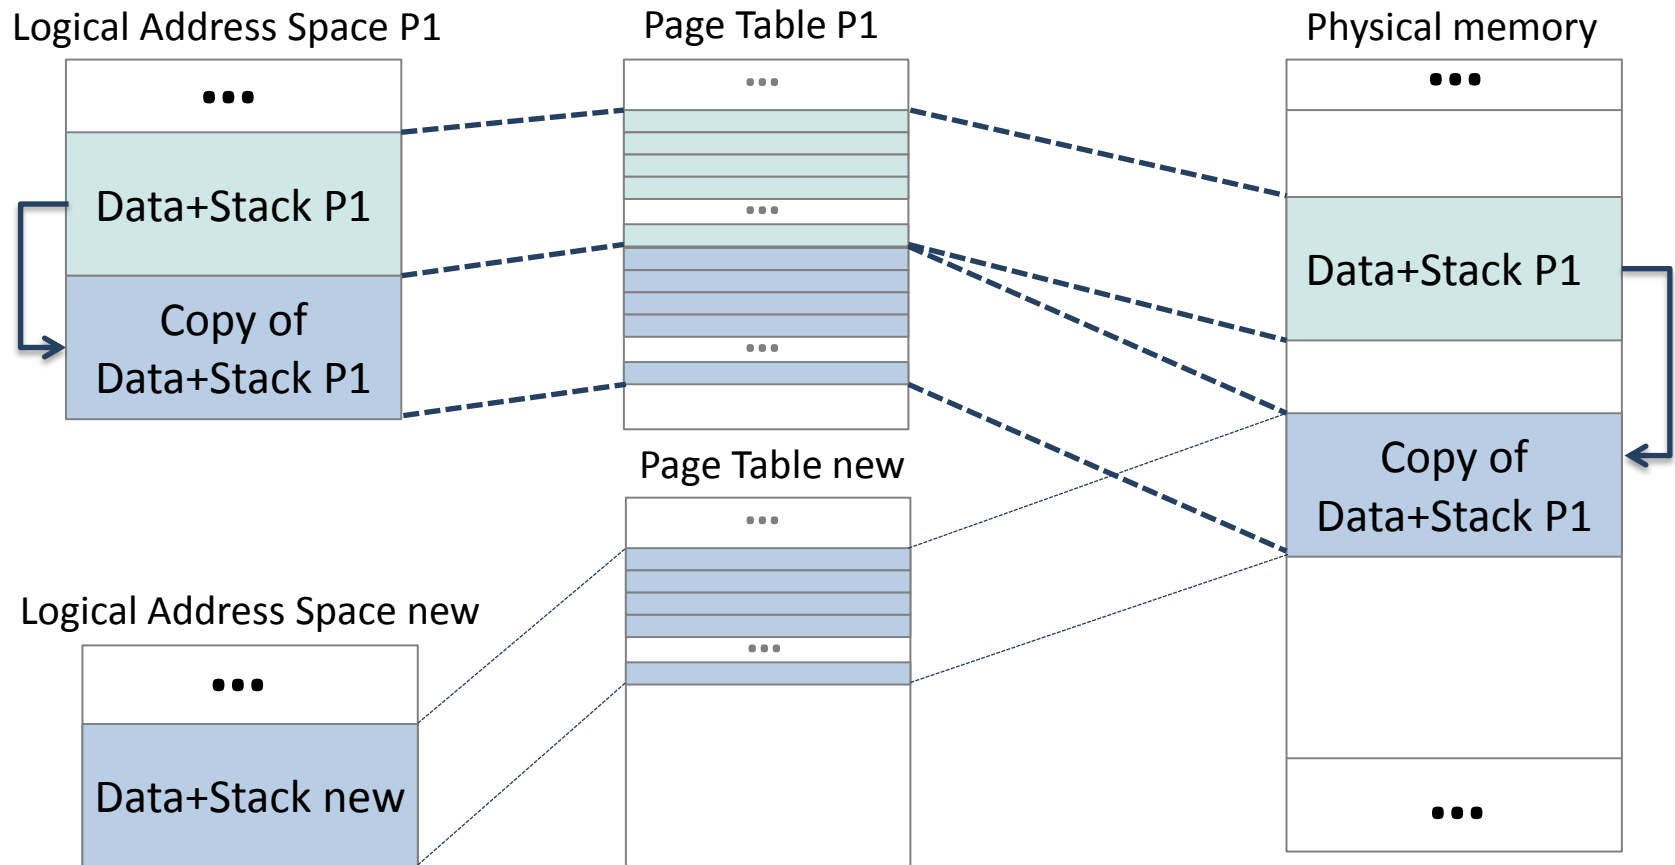 Logical Address Space P1
...
Data+Stack P1
Copy of
Data+Stack P1
Page Table P1
...
...
...
Physical memory
...
Data+Stack P1
Copy of
Data+Stack P1
...
Page Table new
...
...
Logical Address Space new
...
Data+Stack new